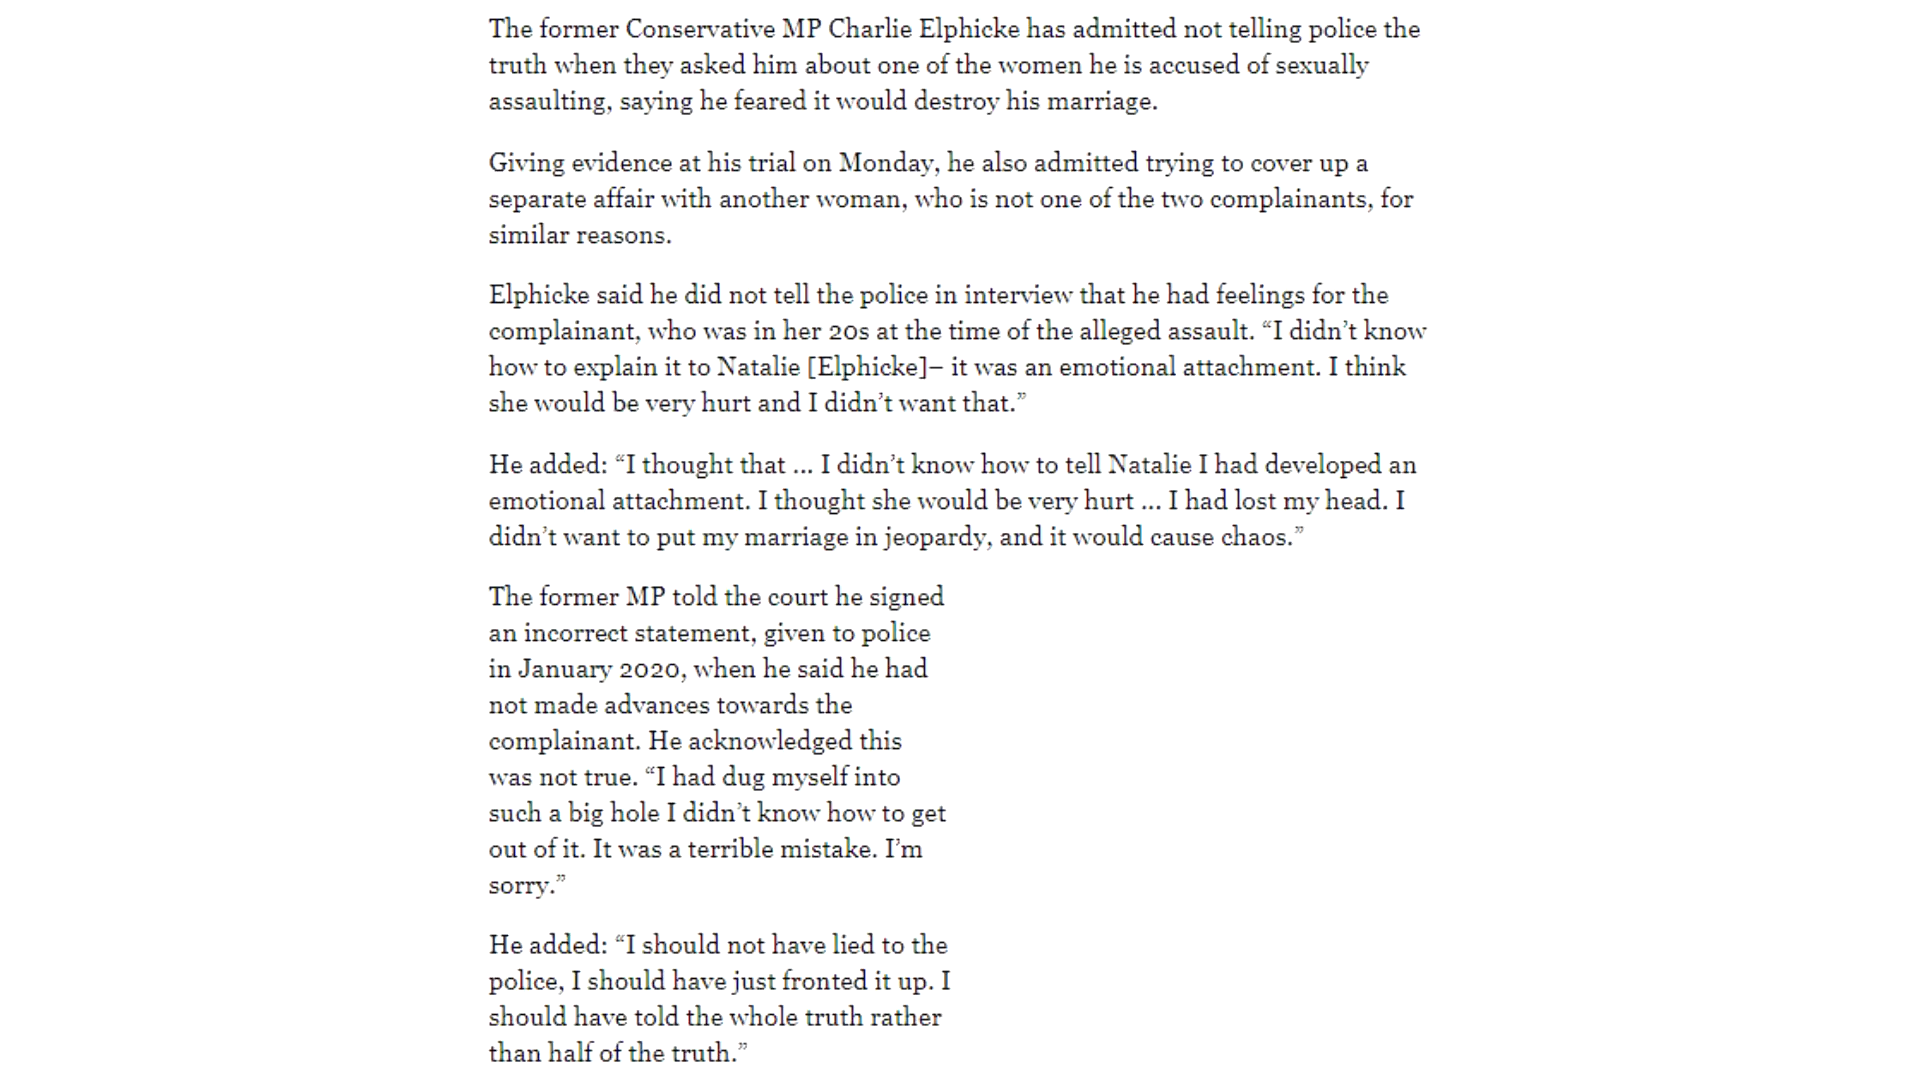 The former Conservative MP Charlie Elphicke has admitted not telling police the
truth when they asked him about one of the women he is accused of sexually
assaulting, saying he feared it would destroy his marriage.
Giving evidence at his trial on Monday, he also admitted trying to cover up a
separate affair with another woman, who is not one of the two complainants, for
similar reasons.
Elphicke said he did not tell the police in interview that he had feelings for the
complainant, who was in her 20s at the time of the alleged assault. “I didn’t know
how to explain it to Natalie [Elphicke]– it was an emotional attachment. I think
she would be very hurt and I didn’t want that.”
He added: “I thought that ... I didn’t know how to tell Natalie I had developed an
emotional attachment. I thought she would be very hurt ... I had lost my head. I
didn’t want to put my marriage in jeopardy, and it would cause chaos.”
The former MP told the court he signed
an incorrect statement, given to police
in January 2020, when he said he had
not made advances towards the
complainant. He acknowledged this
was not true. “I had dug myself into
such a big hole I didn’t know how to get
out of it. It was a terrible mistake. I’m
sorry.”
He added: “I should not have lied to the
police, I should have just fronted it up. I
should have told the whole truth rather
than half of the truth.”